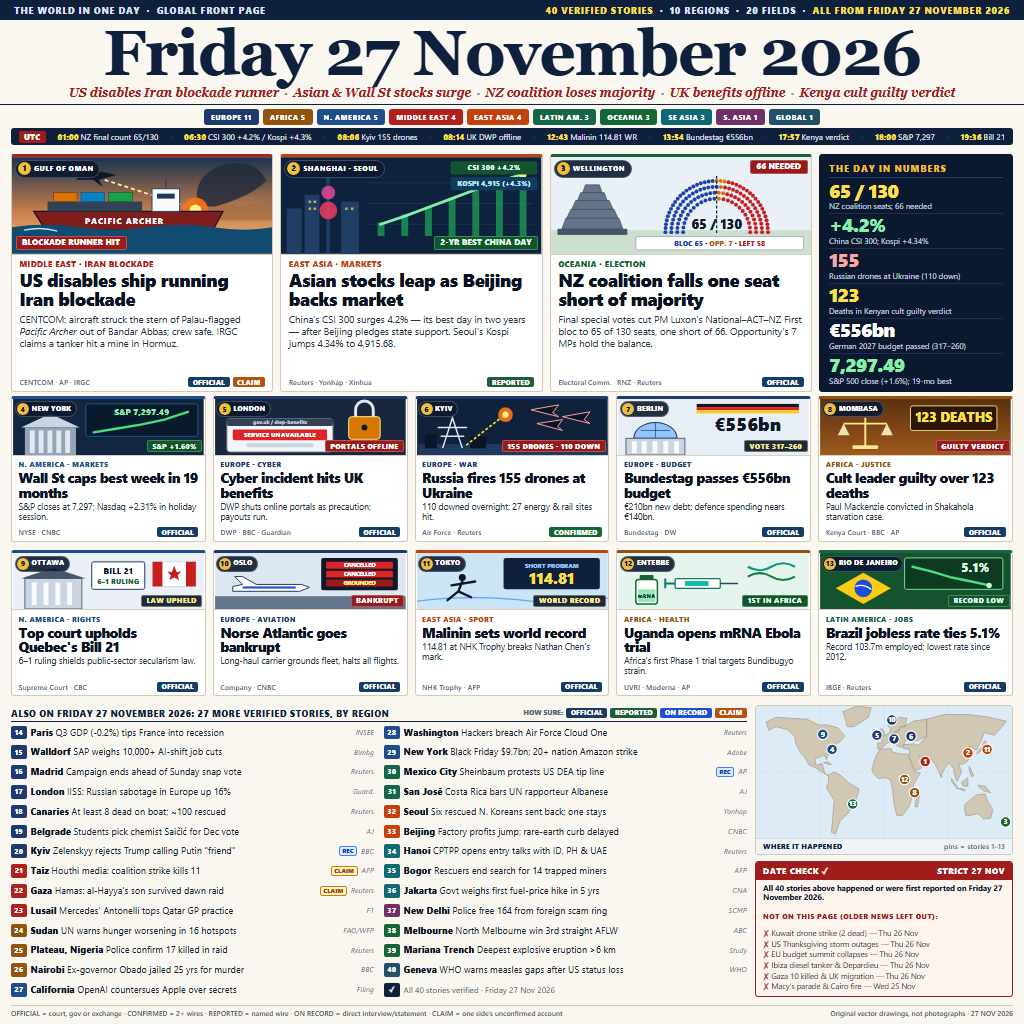 THE WORLD IN ONE DAY · GLOBAL FRONT PAGE
40 VERIFIED STORIES · 10 REGIONS · 20 FIELDS · ALL FROM FRIDAY 27 NOVEMBER 2026
Friday 27 November 2026
US disables Iran blockade runner · Asian & Wall St stocks surge · NZ coalition loses majority · UK benefits offline · Kenya cult guilty verdict
EUROPE 11 AFRICA 5 N. AMERICA 5 MIDDLE EAST 4 EAST ASIA 4 LATIN AM. 3 OCEANIA 3 SE ASIA 3 S. ASIA 1 GLOBAL 1
UTC 01:00 NZ final count 65/130 · 06:30 CSI 300 +4.2% / Kospi +4.3% · 08:06 Kyiv 155 drones · 08:14 UK DWP offline · 12:43 Malinin 114.81 WR · 13:54 Bundestag €556bn · 17:57 Kenya verdict · 18:00 S&P 7,297 · 19:36 Bill 21
1 GULF OF OMAN
PACIFIC ARCHER
BLOCKADE RUNNER HIT
MIDDLE EAST · IRAN BLOCKADE
US disables ship running
Iran blockade
CENTCOM: aircraft struck the stern of Palau-flagged
Pacific Archer out of Bandar Abbas; crew safe. IRGC
claims a tanker hit a mine in Hormuz.
CENTCOM · AP · IRGC OFFICIAL CLAIM
2 SHANGHAI · SEOUL
CSI 300 +4.2%
KOSPI 4,915 (+4.3%)
2-YR BEST CHINA DAY
EAST ASIA · MARKETS
Asian stocks leap as Beijing
backs market
China's CSI 300 surges 4.2% — its best day in two years
— after Beijing pledges state support. Seoul's Kospi
jumps 4.34% to 4,915.68.
Reuters · Yonhap · Xinhua REPORTED
3 WELLINGTON
66 NEEDED
65 / 130
BLOC 65 · OPP. 7 · LEFT 58
OCEANIA · ELECTION
NZ coalition falls one seat
short of majority
Final special votes cut PM Luxon's National–ACT–NZ First
bloc to 65 of 130 seats, one short of 66. Opportunity's 7
MPs hold the balance.
Electoral Comm. · RNZ · Reuters OFFICIAL
THE DAY IN NUMBERS
65 / 130
NZ coalition seats; 66 needed
+4.2%
China CSI 300; Kospi +4.34%
155
Russian drones at Ukraine (110 down)
123
Deaths in Kenyan cult guilty verdict
€556bn
German 2027 budget passed (317–260)
7,297.49
S&P 500 close (+1.6%); 19-mo best
4 NEW YORK
S&P 7,297.49
S&P +1.60%
N. AMERICA · MARKETS
Wall St caps best week in 19
months
S&P closes at 7,297; Nasdaq +2.31% in holiday
session.
NYSE · CNBC OFFICIAL
5 LONDON
gov.uk / dwp-benefits
SERVICE UNAVAILABLE
PORTALS OFFLINE
EUROPE · CYBER
Cyber incident hits UK
benefits
DWP shuts online portals as precaution;
payouts run.
DWP · BBC · Guardian OFFICIAL
6 KYIV
155 DRONES · 110 DOWN
EUROPE · WAR
Russia fires 155 drones at
Ukraine
110 downed overnight; 27 energy & rail sites
hit.
Air Force · Reuters CONFIRMED
7 BERLIN
€556bn
VOTE 317–260
EUROPE · BUDGET
Bundestag passes €556bn
budget
€210bn new debt; defence spending nears
€140bn.
Bundestag · DW OFFICIAL
8 MOMBASA
123 DEATHS
GUILTY VERDICT
AFRICA · JUSTICE
Cult leader guilty over 123
deaths
Paul Mackenzie convicted in Shakahola
starvation case.
Kenya Court · BBC · AP OFFICIAL
9 OTTAWA
BILL 21
6–1 RULING
LAW UPHELD
N. AMERICA · RIGHTS
Top court upholds
Quebec's Bill 21
6–1 ruling shields public-sector secularism law.
Supreme Court · CBC OFFICIAL
10 OSLO
CANCELLED
CANCELLED
GROUNDED
BANKRUPT
EUROPE · AVIATION
Norse Atlantic goes
bankrupt
Long-haul carrier grounds fleet, halts all flights.
Company · CNBC OFFICIAL
11 TOKYO
SHORT PROGRAM
114.81
WORLD RECORD
EAST ASIA · SPORT
Malinin sets world record
114.81 at NHK Trophy breaks Nathan Chen's
mark.
NHK Trophy · AFP OFFICIAL
12 ENTEBBE
mRNA
1ST IN AFRICA
AFRICA · HEALTH
Uganda opens mRNA Ebola
trial
Africa's first Phase 1 trial targets Bundibugyo
strain.
UVRI · Moderna · AP OFFICIAL
13 RIO DE JANEIRO
5.1%
RECORD LOW
LATIN AMERICA · JOBS
Brazil jobless rate ties 5.1%
Record 103.7m employed; lowest rate since
2012.
IBGE · Reuters OFFICIAL
ALSO ON FRIDAY 27 NOVEMBER 2026: 27 MORE VERIFIED STORIES, BY REGION
HOW SURE: OFFICIAL REPORTED ON RECORD CLAIM
14 Paris Q3 GDP (-0.2%) tips France into recession INSEE
15 Walldorf SAP weighs 10,000+ AI-shift job cuts Blmbg
16 Madrid Campaign ends ahead of Sunday snap vote Reuters
17 London IISS: Russian sabotage in Europe up 16% Guard.
18 Canaries At least 8 dead on boat; ~100 rescued Reuters
19 Belgrade Students pick chemist Saičić for Dec vote AJ
20 Kyiv Zelenskyy rejects Trump calling Putin "friend" REC BBC
21 Taiz Houthi media: coalition strike kills 11 CLAIM AFP
22 Gaza Hamas: al-Hayya's son survived dawn raid CLAIM Reuters
23 Lusail Mercedes' Antonelli tops Qatar GP practice F1
24 Sudan UN warns hunger worsening in 16 hotspots FAO/WFP
25 Plateau, Nigeria Police confirm 17 killed in raid Reuters
26 Nairobi Ex-governor Obado jailed 25 yrs for murder BBC
27 California OpenAI countersues Apple over secrets Filing
28 Washington Hackers breach Air Force Cloud One Reuters
29 New York Black Friday $9.7bn; 20+ nation Amazon strike Adobe
30 Mexico City Sheinbaum protests US DEA tip line REC AP
31 San José Costa Rica bars UN rapporteur Albanese AJ
32 Seoul Six rescued N. Koreans sent back; one stays Yonhap
33 Beijing Factory profits jump; rare-earth curb delayed CNBC
34 Hanoi CPTPP opens entry talks with ID, PH & UAE Reuters
35 Bogor Rescuers end search for 14 trapped miners AFP
36 Jakarta Govt weighs first fuel-price hike in 5 yrs CNA
37 New Delhi Police free 164 from foreign scam ring SCMP
38 Melbourne North Melbourne win 3rd straight AFLW ABC
39 Mariana Trench Deepest explosive eruption >6 km Study
40 Geneva WHO warns measles gaps after US status loss WHO
✓ All 40 stories verified · Friday 27 Nov 2026
10
9 5 7 6
4 2 11
1
12
8
13
3
WHERE IT HAPPENED pins = stories 1–13
DATE CHECK ✓ STRICT 27 NOV
All 40 stories above happened or were first reported on Friday 27
November 2026.
NOT ON THIS PAGE (OLDER NEWS LEFT OUT):
✗ Kuwait drone strike (2 dead) — Thu 26 Nov
✗ US Thanksgiving storm outages — Thu 26 Nov
✗ EU budget summit collapses — Thu 26 Nov
✗ Ibiza diesel tanker & Depardieu — Thu 26 Nov
✗ Gaza 10 killed & UK migration — Thu 26 Nov
✗ Macy's parade & Cairo fire — Wed 25 Nov
OFFICIAL = court, gov or exchange · CONFIRMED = 2+ wires · REPORTED = named wire · ON RECORD = direct interview/statement · CLAIM = one side's unconfirmed account
Original vector drawings, not photographs · 27 NOV 2026